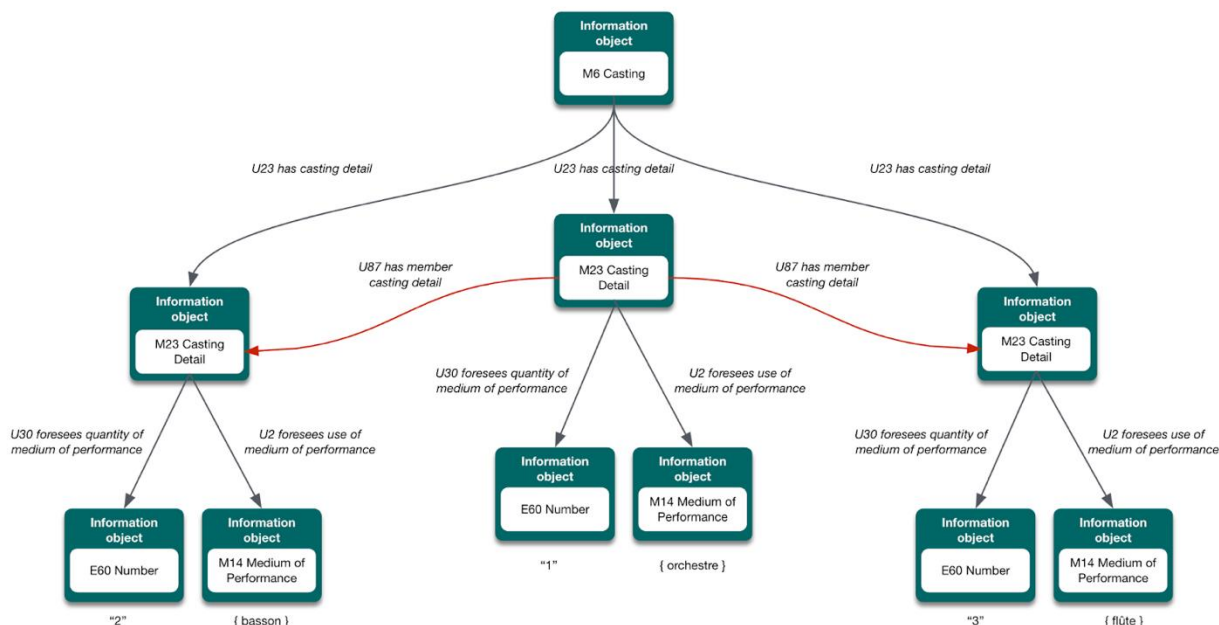 Information
object
M6 Casting
U23 has casting detail
U23 has casting detail
U23 has casting detail
Information
object
M23 Casting
Detail
U87 has member
casting detail
U87 has member
casting detail
Information
object
M23 Casting
Detail
Information
object
M23 Casting
Detail
U30 foresees quantity of
medium of performance
U2 foresees use of
medium of performance
U30 foresees quantity of
medium of performance
U2 foresees use of
medium of performance
U30 foresees quantity of
medium of performance
U2 foresees use of
medium of performance
Information
object
E60 Number
Information
object
M14 Medium of
Performance
"1"
{ orchestre }
Information
object
E60 Number
Information
object
M14 Medium of
Performance
Information
object
E60 Number
Information
object
M14 Medium of
Performance
"2"
{ basson }
"3"
{ flûte }